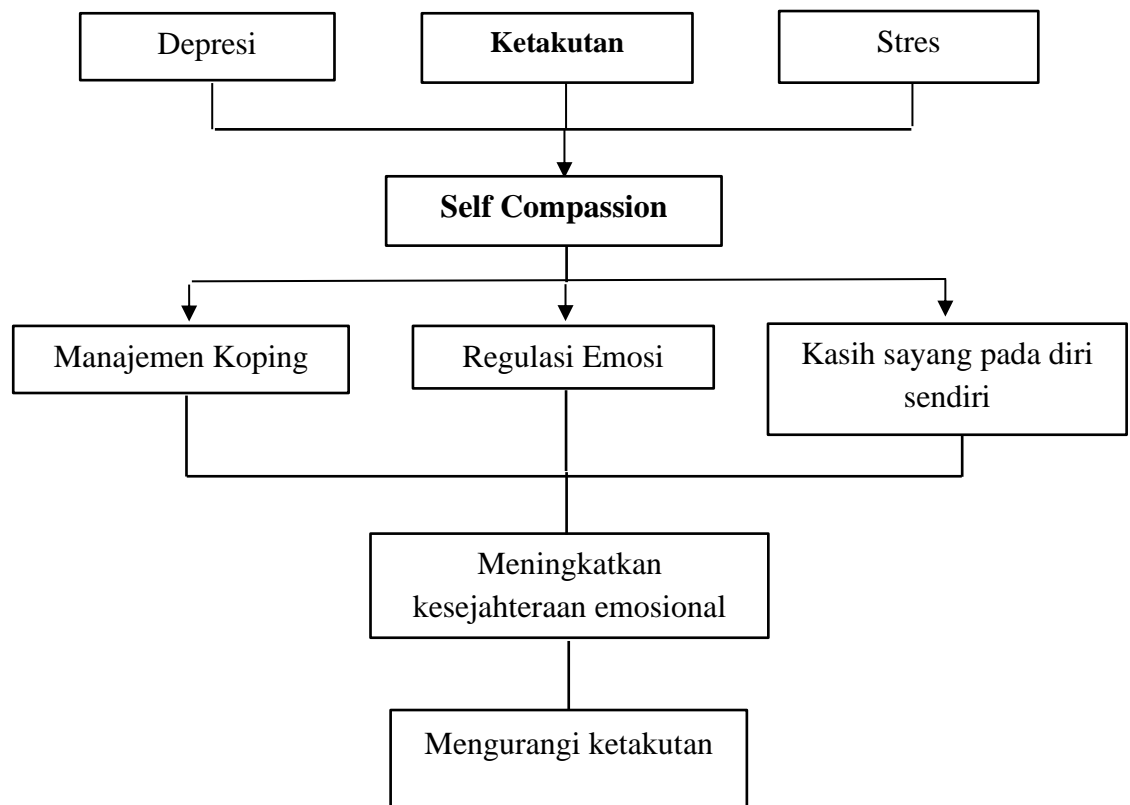 Depresi
Ketakutan
Stres
Self Compassion
Manajemen Koping
Regulasi Emosi
Kasih sayang pada diri
sendiri
Meningkatkan
kesejahteraan emosional
Mengurangi ketakutan